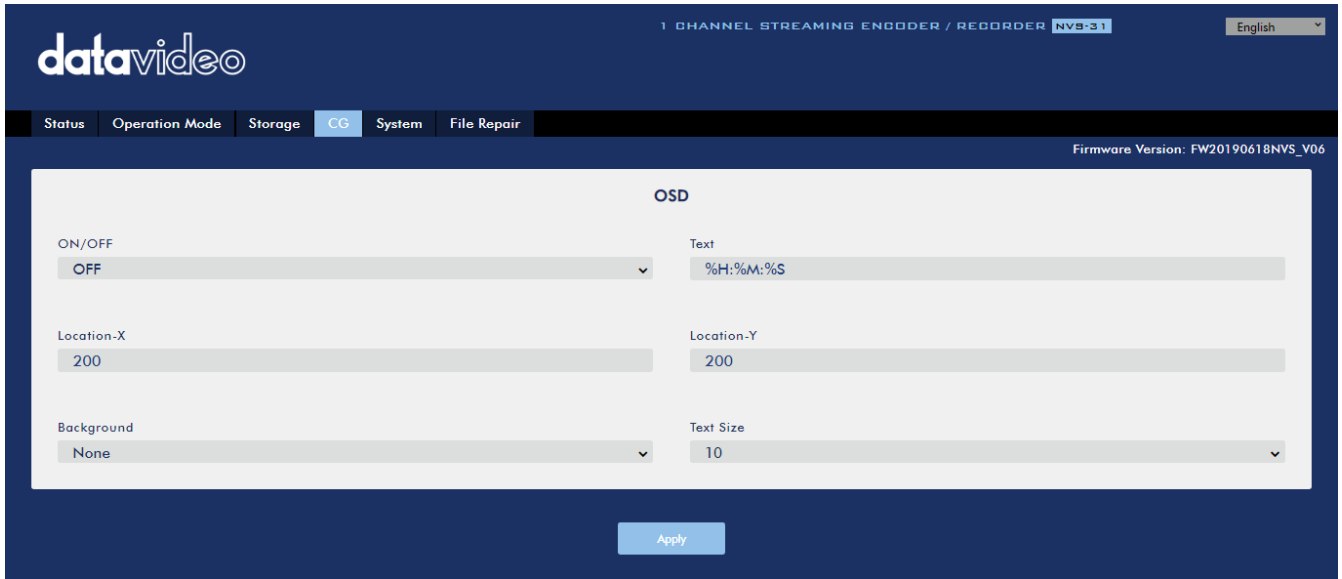 1 CHANNEL STREAMING ENCODER / RECORDER NVS-31
English
datavideo
Status Operation Mode Storage CG System File Repair
Firmware Version: FW20190618NVS_V06
OSD
ON/OFF Text
OFF %H:%M:%S
Location-X Location-Y
200 200
Background Text Size
None 10
Apply